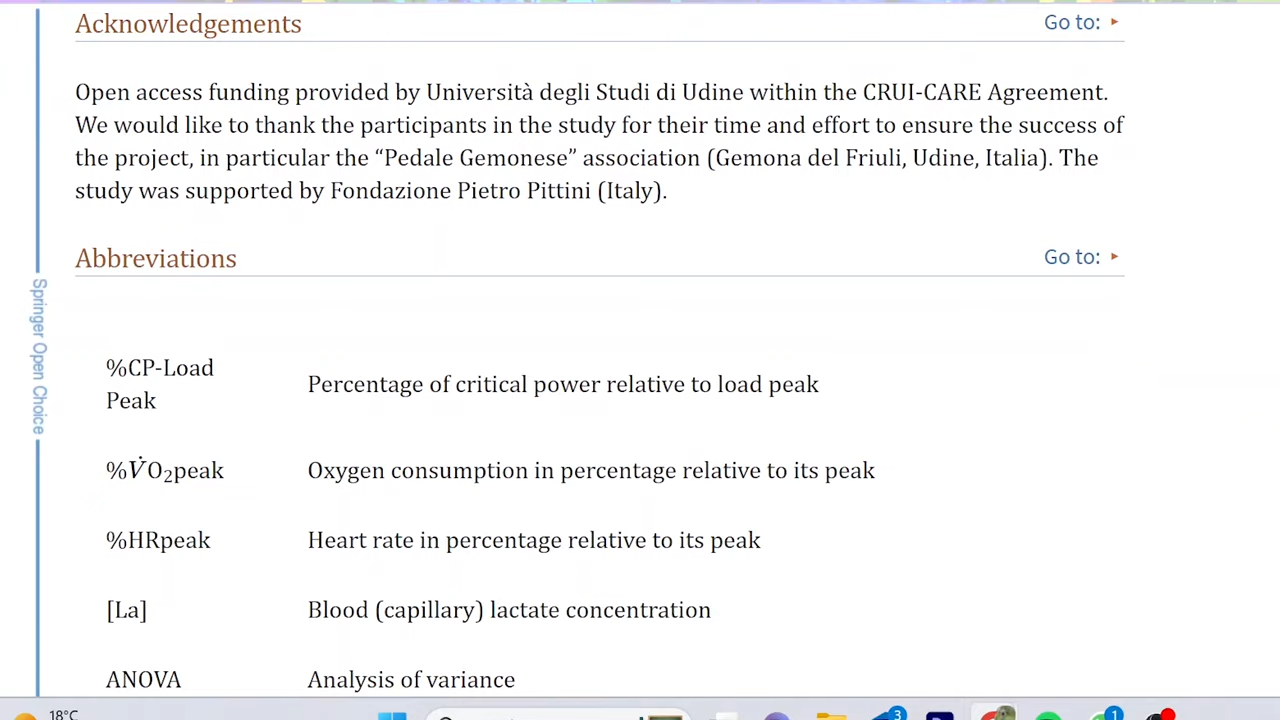 Acknowledgements
Go to:
Open access funding provided by Università degli Studi di Udine within the CRUI-CARE Agreement.
We would like to thank the participants in the study for their time and effort to ensure the success of
the project, in particular the “Pedale Gemonese” association (Gemona del Friuli, Udine, Italia). The
study was supported by Fondazione Pietro Pittini (Italy).
Abbreviations
Go to:
Springer Open Choice
%CP-Load
Peak
Percentage of critical power relative to load peak
%V̇O₂peak
Oxygen consumption in percentage relative to its peak
%HRpeak
Heart rate in percentage relative to its peak
[La]
Blood (capillary) lactate concentration
ANOVA
Analysis of variance
18°C
3
1